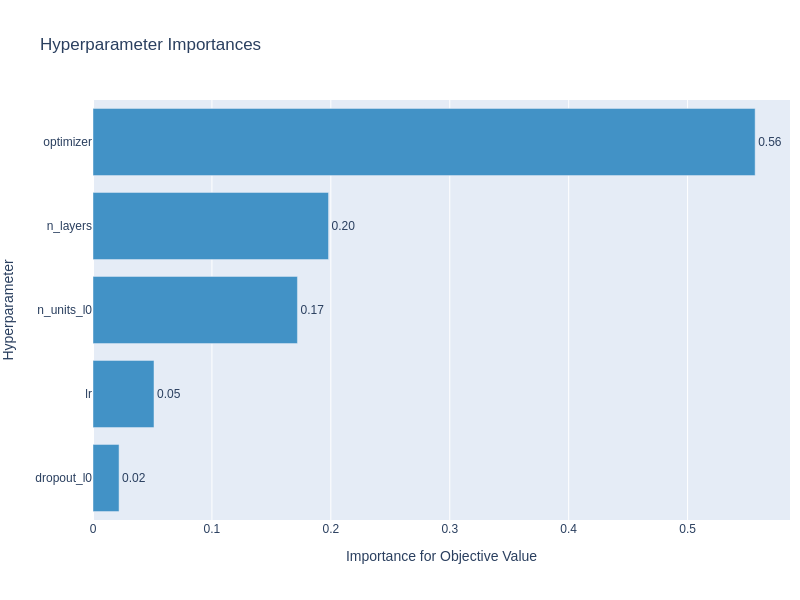 Hyperparameter Importances
Hyperparameter
optimizer
0.56
n_layers
0.20
n_units_l0
0.17
lr
0.05
dropout_l0
0.02
0
0.1
0.2
0.3
0.4
0.5
Importance for Objective Value